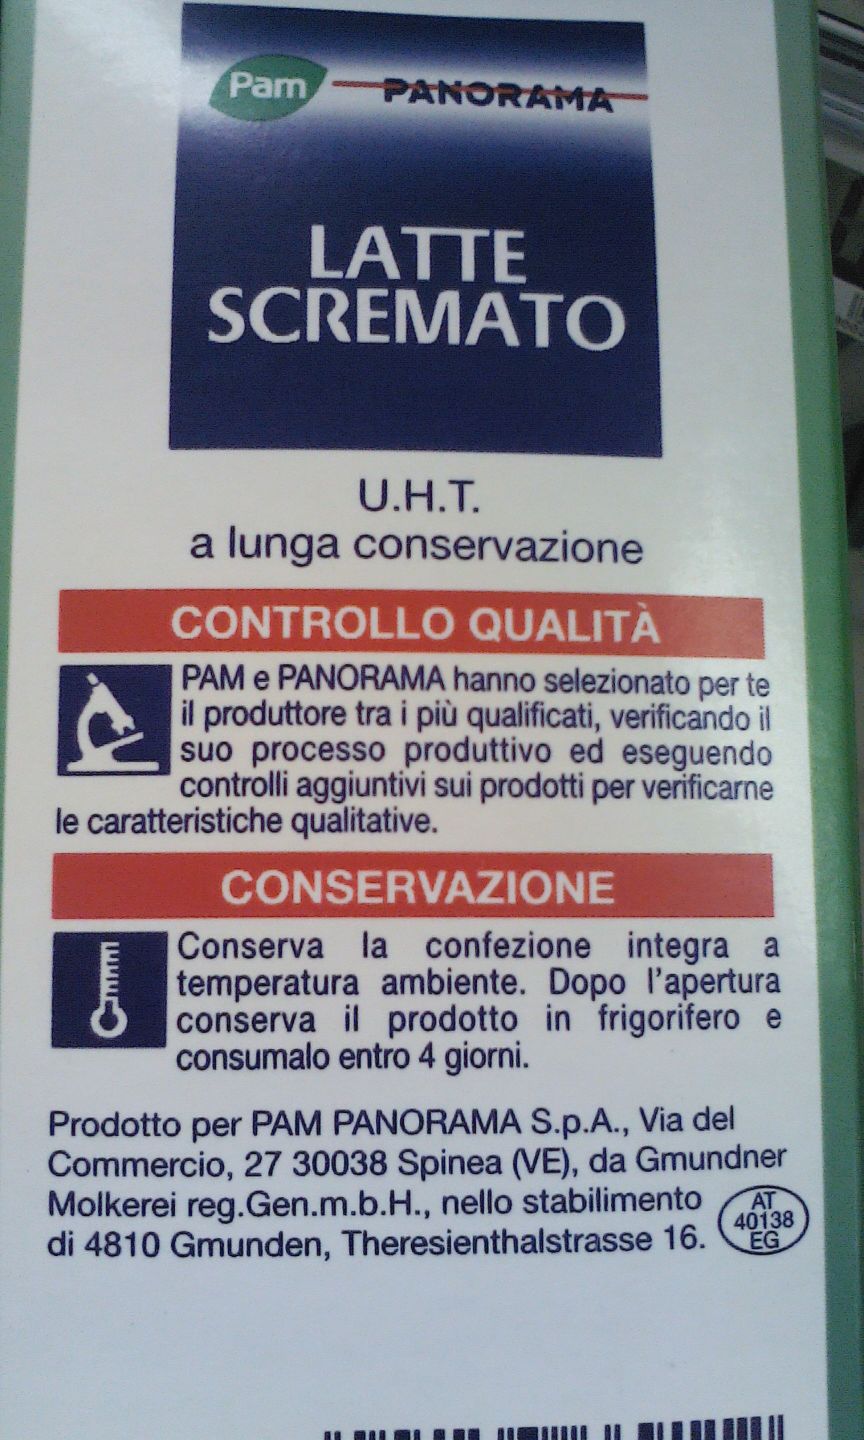 Pam PANORAMA
LATTE
SCREMATO
U.H.T.
a lunga conservazione
CONTROLLO QUALITÀ
PAM e PANORAMA hanno selezionato per te
il produttore tra i più qualificati, verificando il
suo processo produttivo ed eseguendo
controlli aggiuntivi sui prodotti per verificarne
le caratteristiche qualitative.
CONSERVAZIONE
Conserva la confezione integra a
temperatura ambiente. Dopo l'apertura
conserva il prodotto in frigorifero e
consumalo entro 4 giorni.
Prodotto per PAM PANORAMA S.p.A., Via del
Commercio, 27 30038 Spinea (VE), da Gmundner
Molkerei reg.Gen.m.b.H., nello stabilimento
di 4810 Gmunden, Theresienthalstrasse 16.
AT
40138
EG